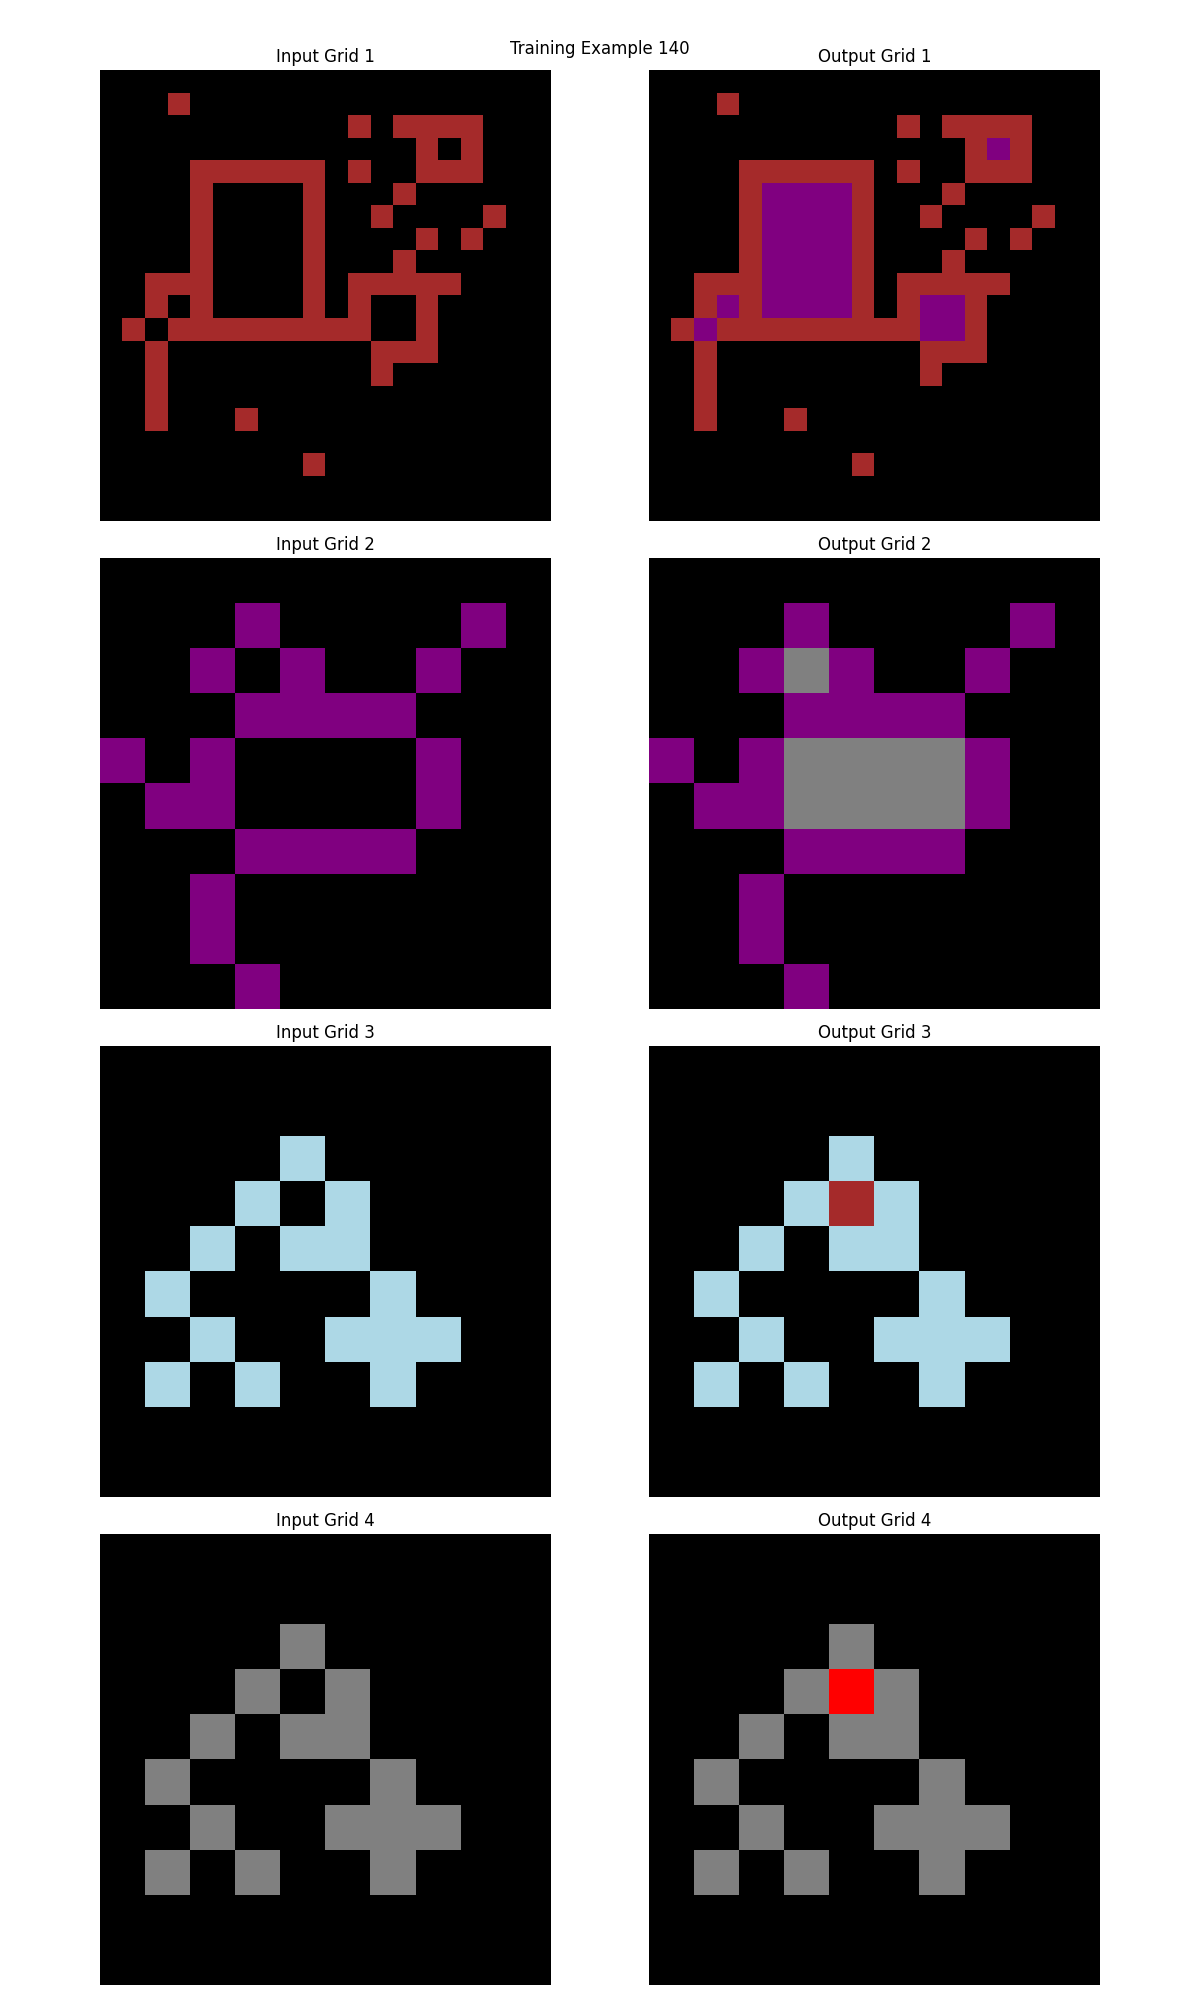 Training Example 140
Input Grid 1
Output Grid 1
Input Grid 2
Output Grid 2
Input Grid 3
Output Grid 3
Input Grid 4
Output Grid 4